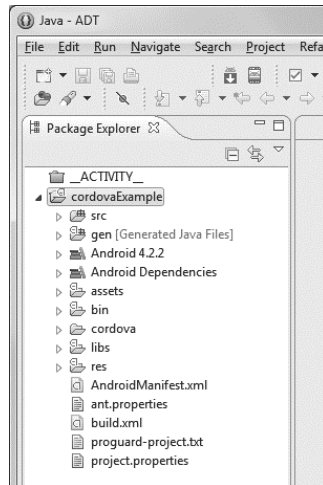 Java - ADT
File Edit Run Navigate Search Project Refa
Package Explorer
__ACTIVITY__
cordovaExample
src
gen [Generated Java Files]
Android 4.2.2
Android Dependencies
assets
bin
cordova
libs
res
AndroidManifest.xml
ant.properties
build.xml
proguard-project.txt
project.properties